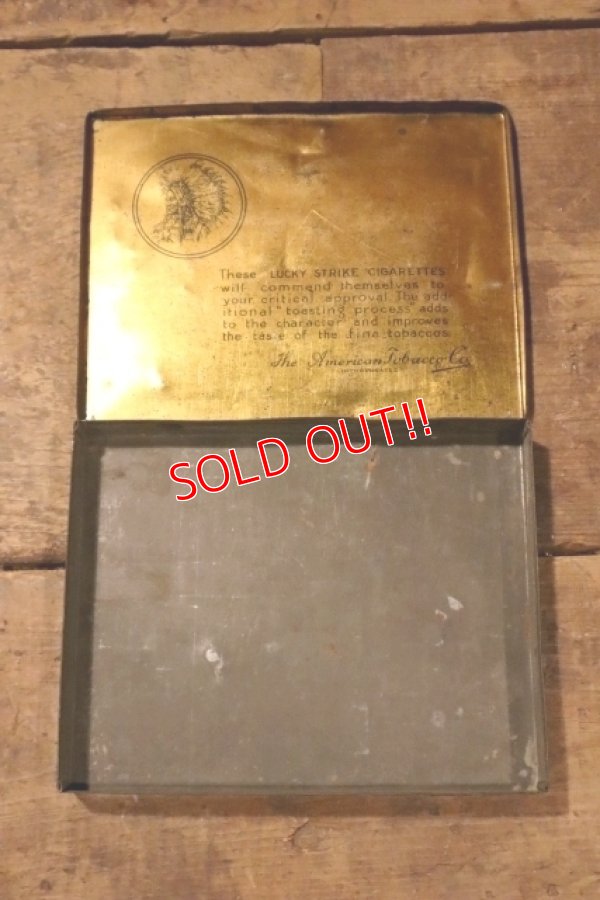 These LUCKY STRIKE CIGARETTES
will commend themselves to
your critical approval. The add-
itional "toasting process" adds
to the character and improves
the taste of the fine tobaccos.
The American Tobacco Co.
SOLD OUT!!